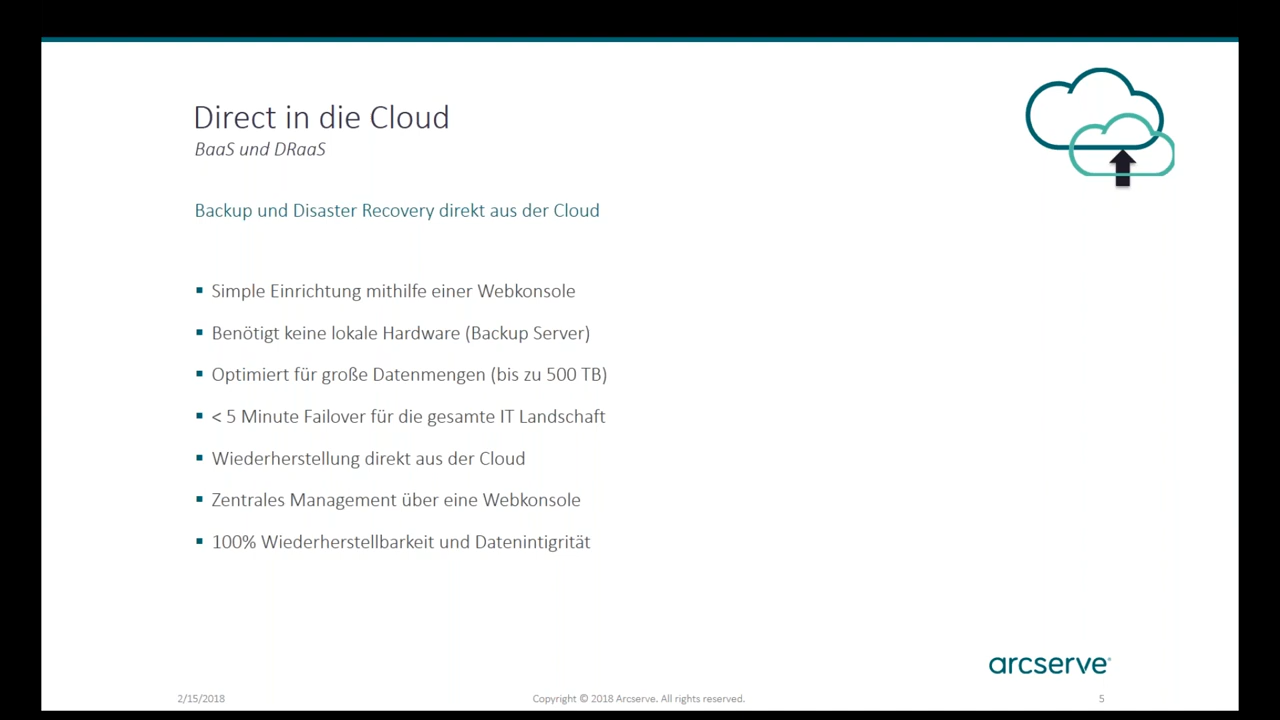 Direct in die Cloud
BaaS und DRaaS
Backup und Disaster Recovery direkt aus der Cloud
▪ Simple Einrichtung mithilfe einer Webkonsole
▪ Benötigt keine lokale Hardware (Backup Server)
▪ Optimiert für große Datenmengen (bis zu 500 TB)
▪ < 5 Minute Failover für die gesamte IT Landschaft
▪ Wiederherstellung direkt aus der Cloud
▪ Zentrales Management über eine Webkonsole
▪ 100% Wiederherstellbarkeit und Datenintigrität
arcserve®
2/15/2018
Copyright © 2018 Arcserve. All rights reserved.
5